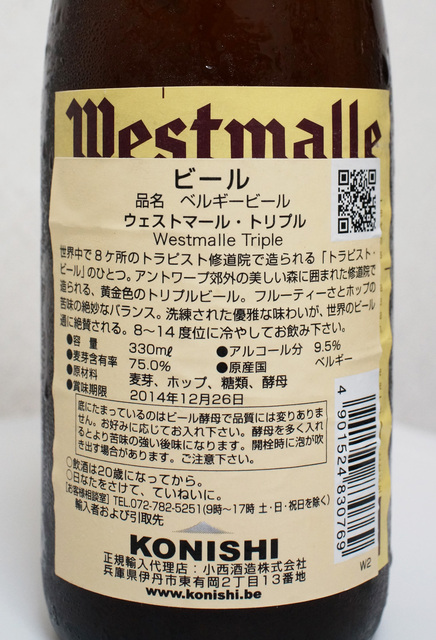 Westmalle
ビール
品名 ベルギービール
ウェストマール・トリプル
Westmalle Triple
世界中で8ヶ所のトラピスト修道院で造られる「トラピスト・
ビール」のひとつ。アントワープ郊外の美しい森に囲まれた修道院で
造られる、黄金色のトリプルビール。フルーティーさとホップの
苦味の絶妙なバランス。洗練された優雅な味わいが、世界のビール
通に絶賛される。8〜14度位に冷やしてお飲み下さい。
●容量 330mℓ ●アルコール分 9.5%
●麦芽含有率 75.0% ●原産国 ベルギー
●原材料 麦芽、ホップ、糖類、酵母
●賞味期限 2014年12月26日
底にたまっているのはビール酵母で品質には変りありま
せん。お好みに応じてお入れ下さい。酵母を多く入れ
るとより苦味の強い後味になります。開栓時に泡が吹
き出す場合があります。ご注意下さい。
○飲酒は20歳になってから。
○日なたをさけて、ていねいに。
【お客様相談室】TEL.072-782-5251(9時〜17時 土・日・祝日を除く)
輸入者および引取先
KONISHI
正規輸入代理店:小西酒造株式会社
兵庫県伊丹市東有岡2丁目13番地
www.konishi.be
4 901524 830769
W2